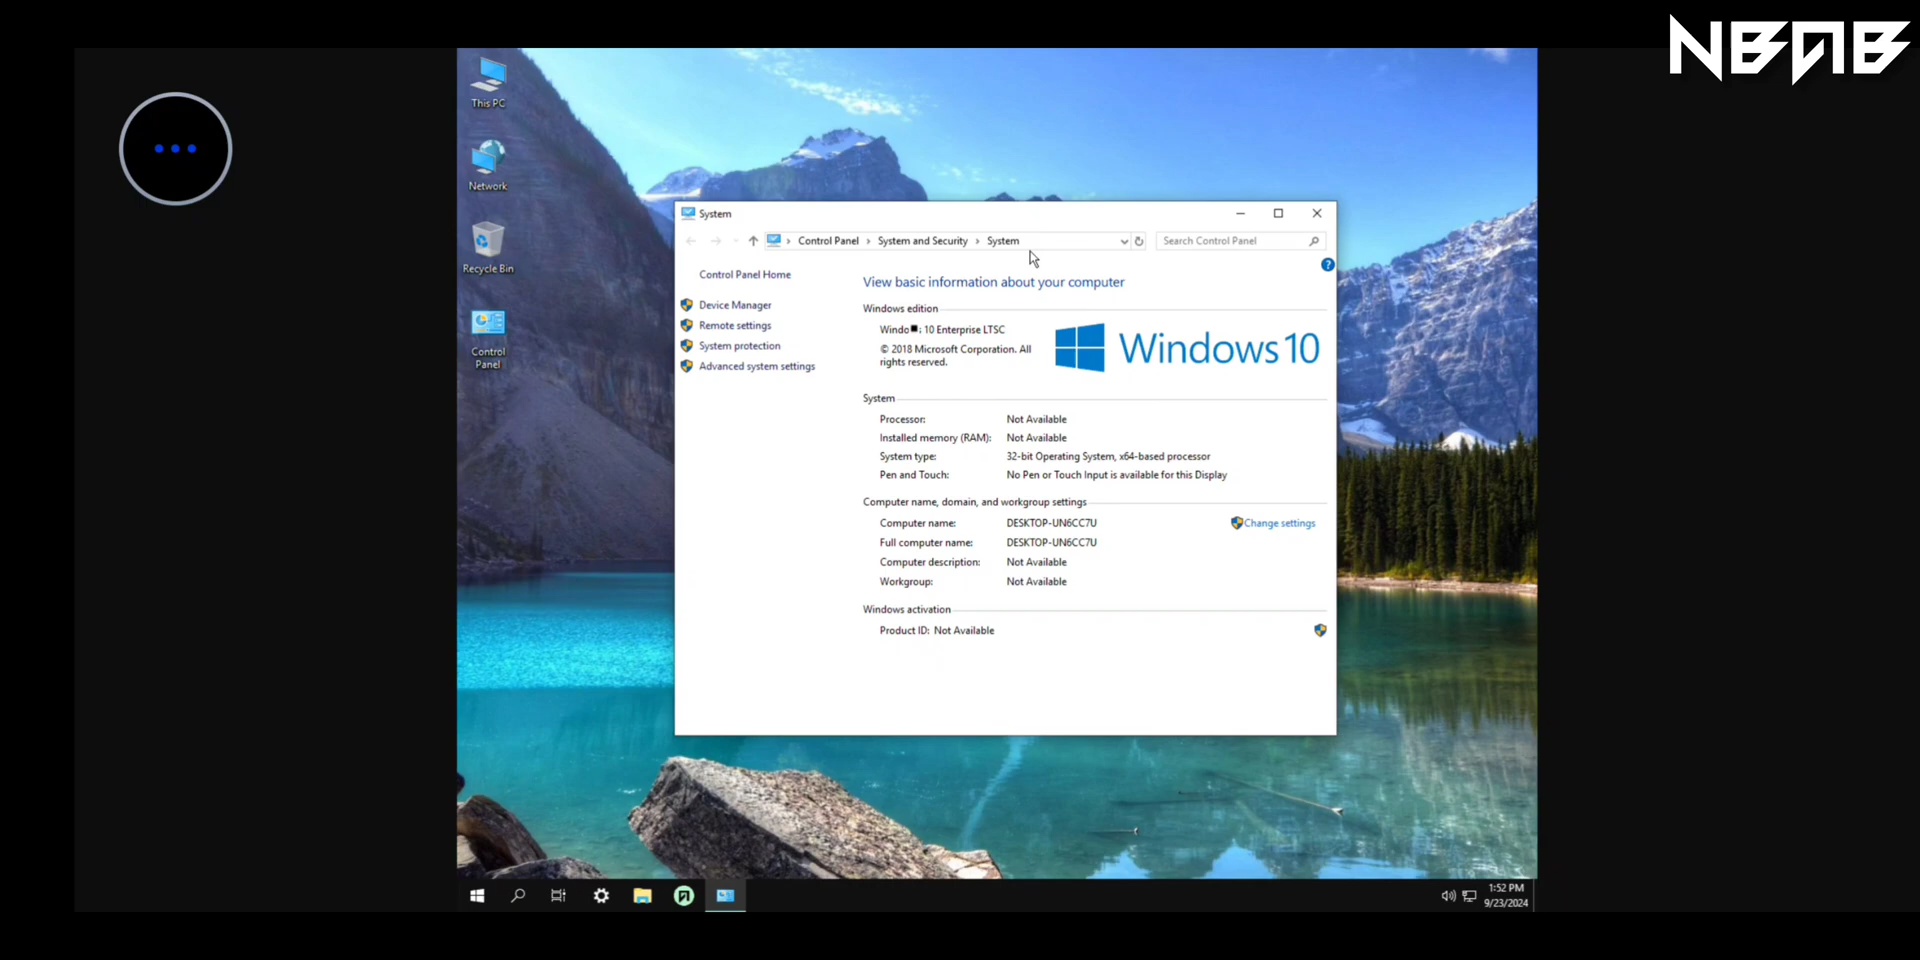 NBAB
This PC
Network
Recycle Bin
Control
Panel
System
Control Panel > System and Security > System
Search Control Panel
Control Panel Home
Device Manager
Remote settings
System protection
Advanced system settings
?
View basic information about your computer
Windows edition
Windo■: 10 Enterprise LTSC
© 2018 Microsoft Corporation. All
rights reserved.
Windows 10
System
Processor: Not Available
Installed memory (RAM): Not Available
System type: 32-bit Operating System, x64-based processor
Pen and Touch: No Pen or Touch Input is available for this Display
Computer name, domain, and workgroup settings
Computer name: DESKTOP-UN6CC7U
Change settings
Full computer name: DESKTOP-UN6CC7U
Computer description: Not Available
Workgroup: Not Available
Windows activation
Product ID: Not Available
1:52 PM
9/23/2024